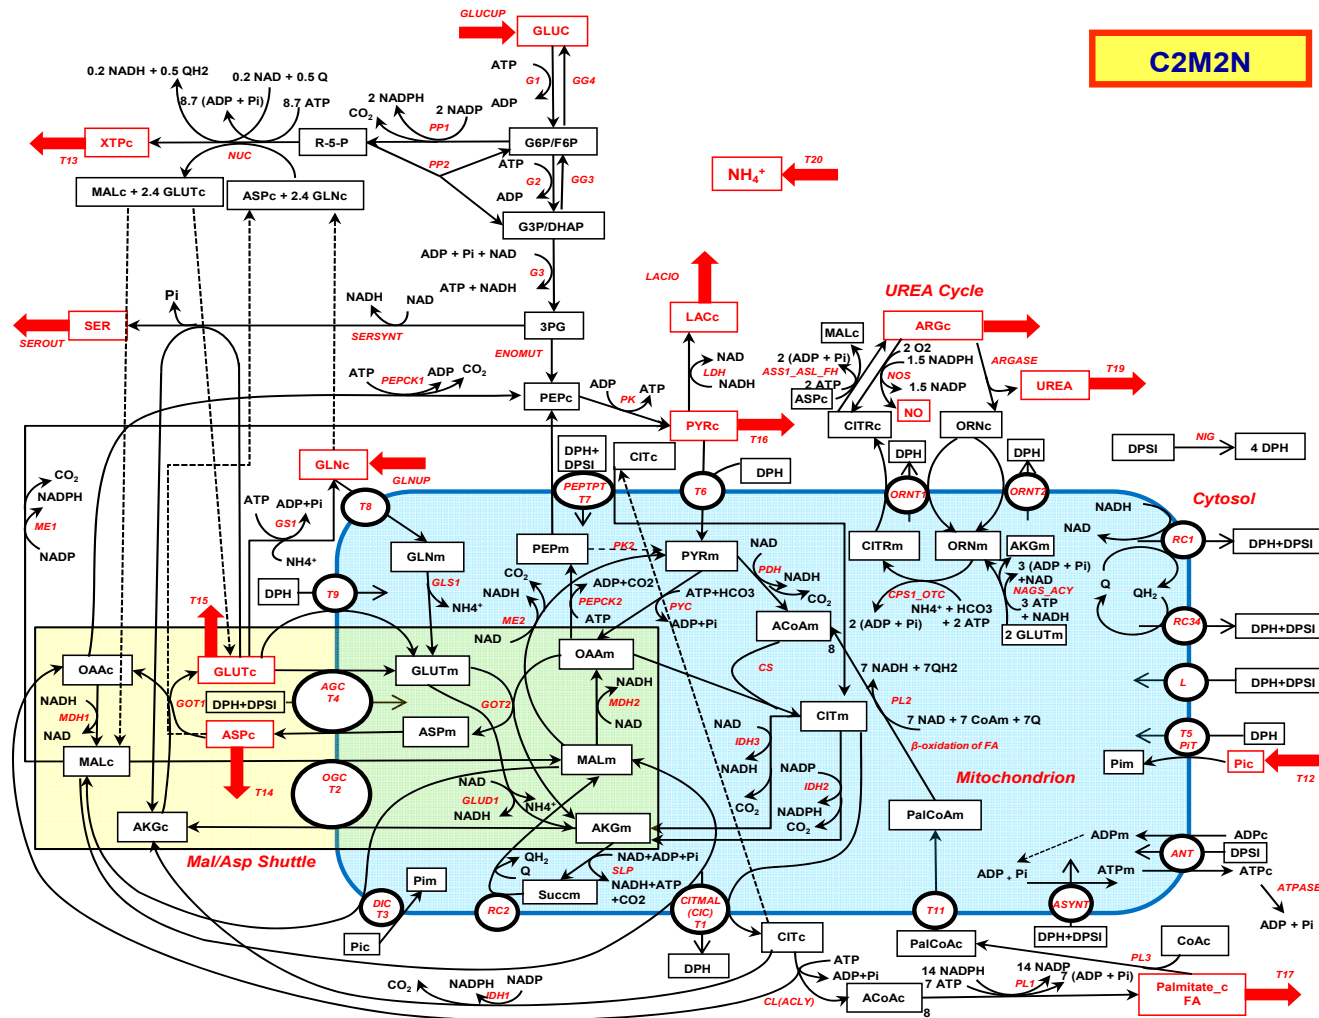 GLUCUP
GLUC
C2M2N
ATP
G1
GG4
ADP
0.2 NADH + 0.5 QH2
0.2 NAD + 0.5 Q
8.7 (ADP + Pi)
8.7 ATP
CO2
2 NADPH
2 NADP
PP1
XTPc
T13
NUC
R-5-P
G6P/F6P
PP2
ATP
G2
GG3
ADP
NH4+
T20
MALc + 2.4 GLUTc
ASPc + 2.4 GLNc
G3P/DHAP
ADP + Pi + NAD
G3
ATP + NADH
LACIO
UREA Cycle
Pi
NADH
NAD
SER
SEROUT
SERSYNT
3PG
LACc
MALc
ARGc
ENOMUT
NAD
LDH
NADH
2 (ADP + Pi)
ASS1_ASL_FH
2 ATP
ASPc
2 O2
1.5 NADPH
NOS
1.5 NADP
NO
ARGASE
UREA
T19
ATP
PEPCK1
ADP
CO2
PEPc
ADP
PK
ATP
PYRc
T16
CITRc
ORNc
DPSI
NIG
4 DPH
GLNc
GLNUP
DPH+
DPSI
CITc
DPH
DPH
DPH
CO2
NADPH
ME1
NADP
ATP
ADP+Pi
GS1
NH4+
T8
PEPTPT
T7
T6
ORNT1
ORNT2
Cytosol
NADH
NAD
RC1
DPH+DPSI
GLNm
PEPm
PK2
PYRm
NAD
PDH
NADH
CO2
CITRm
ORNm
AKGm
3 (ADP + Pi)
+NAD
NAGS_ACY
3 ATP
+ NADH
2 GLUTm
CPS1_OTC
NH4+ + HCO3
+ 2 ATP
2 (ADP + Pi)
Q
QH2
RC34
DPH+DPSI
GLS1
NH4+
CO2
NADH
ME2
NAD
ADP+CO2
PEPCK2
ATP
ATP+HCO3
PYC
ADP+Pi
ACoAm
8
DPH
T9
T15
OAAc
GLUTc
GLUTm
OAAm
CS
7 NADH + 7QH2
PL2
7 NAD + 7 CoAm + 7Q
L
DPH+DPSI
NADH
MDH1
NAD
GOT1
DPH+DPSI
AGC
T4
GOT2
NADH
MDH2
NAD
CITm
ASPc
ASPm
NAD
IDH3
NADH
CO2
β-oxidation of FA
T5
PiT
DPH
MALc
T14
OGC
T2
MALm
NADP
IDH2
NADPH
CO2
Mitochondrion
Pim
Pic
T12
NAD
GLUD1
NADH
NH4+
PalCoAm
AKGc
AKGm
ADPm
ADPc
DPSI
ANT
Mal/Asp Shuttle
QH2
Q
NAD+ADP+Pi
SLP
NADH+ATP
+CO2
ADP + Pi
ATPm
ATPc
ATPASE
ADP + Pi
Pim
Succm
DIC
T3
RC2
CITMAL
(CIC)
T1
T11
ASYNT
Pic
DPH
CITc
PalCoAc
DPH+DPSI
CoAc
PL3
CO2
NADPH
IDH1
NADP
ATP
ADP+Pi
CL(ACLY)
ACoAc
8
14 NADPH
7 ATP
14 NADP
PL1
7 (ADP + Pi)
Palmitate_c
FA
T17